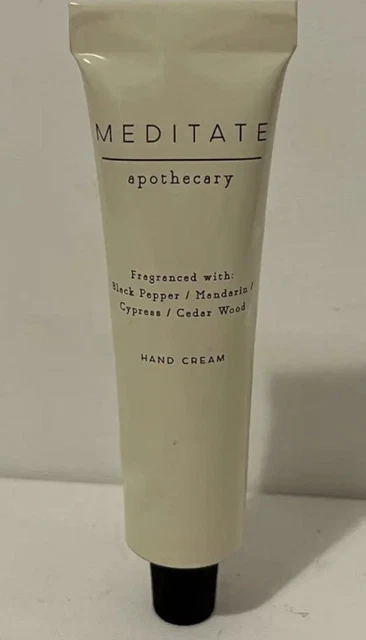 MEDITATE
apothecary
Fragranced with:
Black Pepper / Mandarin /
Cypress / Cedar Wood
HAND CREAM